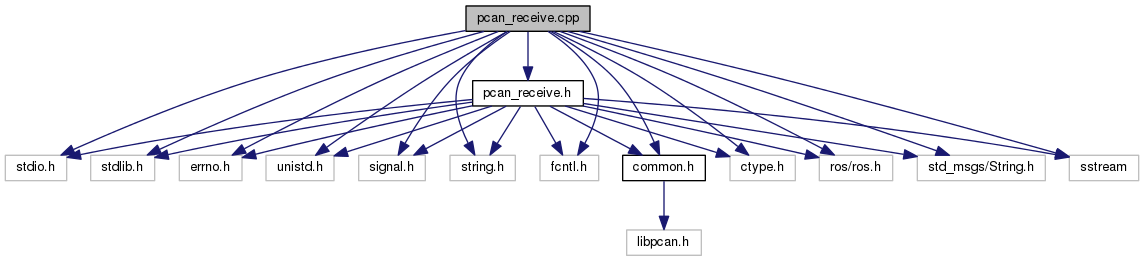 pcan_receive.cpp
pcan_receive.h
stdio.h
stdlib.h
errno.h
unistd.h
signal.h
string.h
fcntl.h
common.h
ctype.h
ros/ros.h
std_msgs/String.h
sstream
libpcan.h